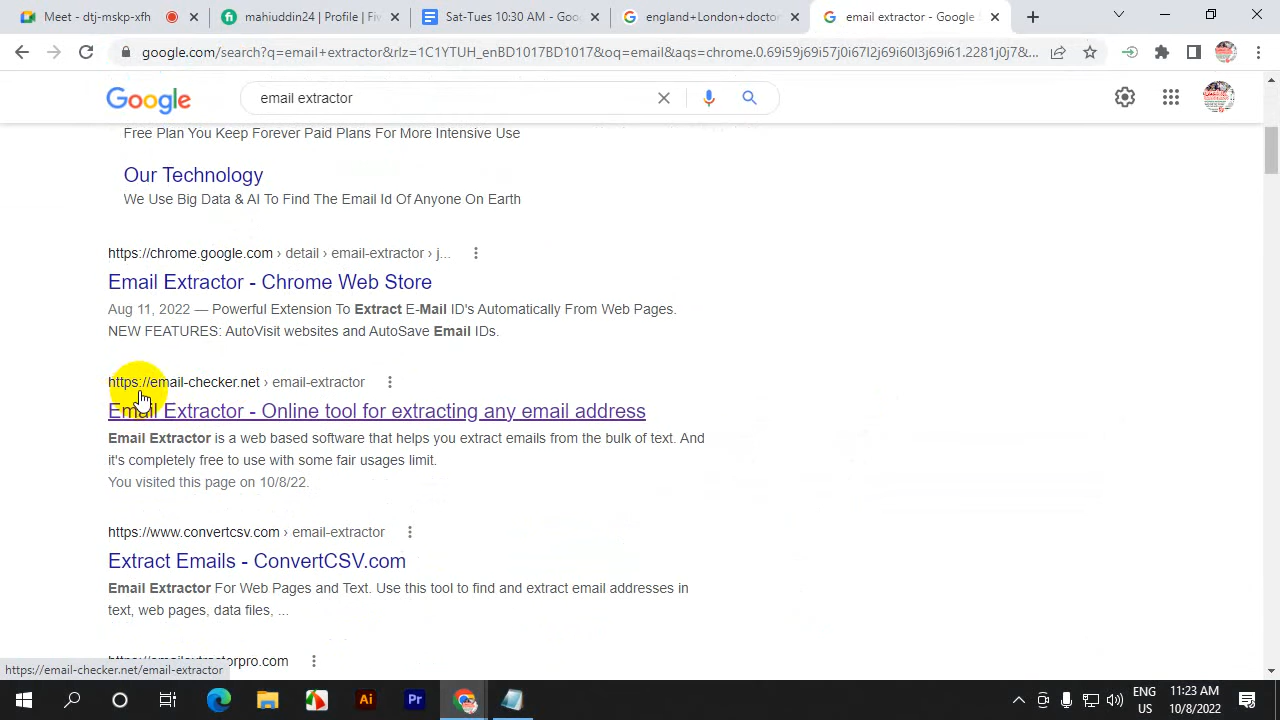 Meet - dtj-mskp-xfh
mahiuddin24 | Profile | Fiv
Sat-Tues 10:30 AM - Goo
england+London+doctor
email extractor - Google
google.com/search?q=email+extractor&rlz=1C1YTUH_enBD1017BD1017&oq=email&aqs=chrome.0.69i59j69i57j0i67l2j69i60l3j69i61.2281j0j7&...
Google
email extractor
Free Plan You Keep Forever Paid Plans For More Intensive Use
Our Technology
We Use Big Data & AI To Find The Email Id Of Anyone On Earth
https://chrome.google.com › detail › email-extractor › j...
Email Extractor - Chrome Web Store
Aug 11, 2022 — Powerful Extension To Extract E-Mail ID's Automatically From Web Pages.
NEW FEATURES: AutoVisit websites and AutoSave Email IDs.
https://email-checker.net › email-extractor
Email Extractor - Online tool for extracting any email address
Email Extractor is a web based software that helps you extract emails from the bulk of text. And
it's completely free to use with some fair usages limit.
You visited this page on 10/8/22.
https://www.convertcsv.com › email-extractor
Extract Emails - ConvertCSV.com
Email Extractor For Web Pages and Text. Use this tool to find and extract email addresses in
text, web pages, data files, ...
https://emailextractorpro.com
https://email-checker.net/email-extractor
Ai
Pr
ENG
US
11:23 AM
10/8/2022